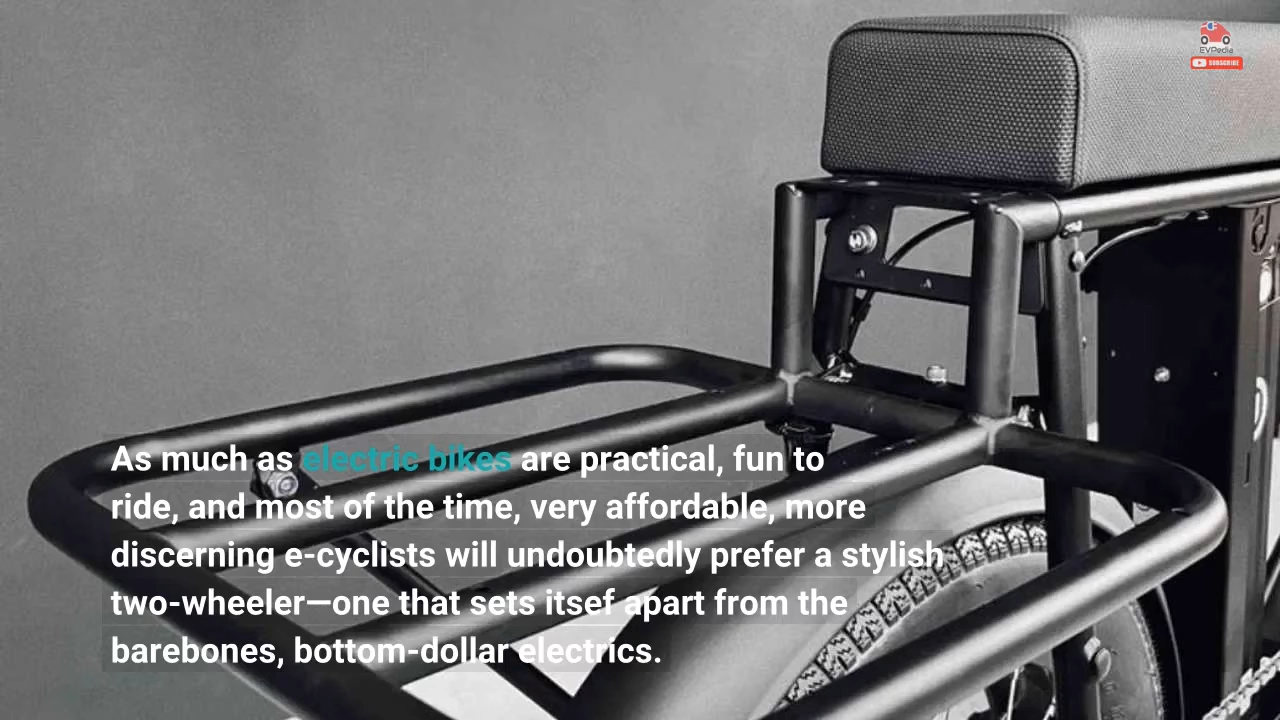 EVPedia
SUBSCRIBE
As much as electric bikes are practical, fun to
ride, and most of the time, very affordable, more
discerning e-cyclists will undoubtedly prefer a stylish
two-wheeler—one that sets itsef apart from the
barebones, bottom-dollar electrics.